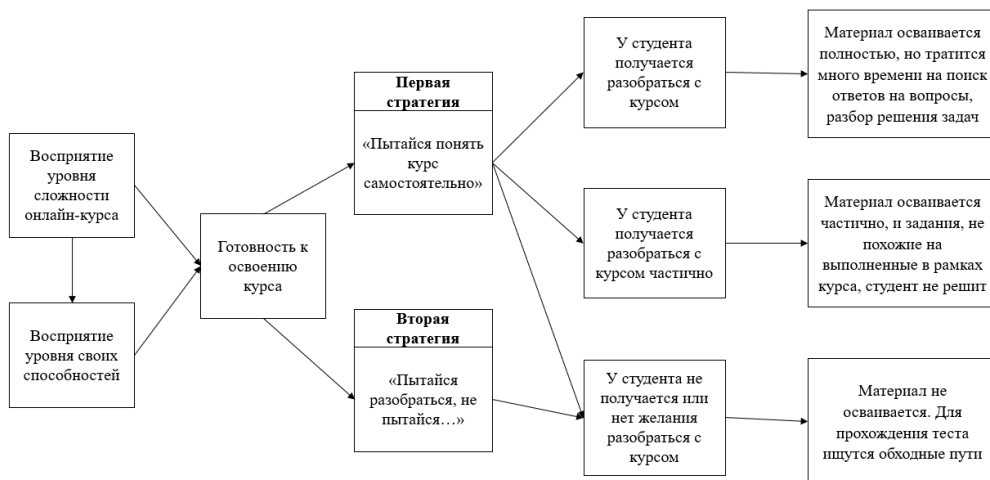 Восприятие
уровня
сложности
онлайн-курса
Восприятие
уровня своих
способностей
Готовность к
освоению
курса
Первая
стратегия
«Пытайся понять
курс
самостоятельно»
Вторая
стратегия
«Пытайся
разобраться, не
пытайся…»
У студента
получается
разобраться с
курсом
У студента
получается
разобраться с
курсом частично
У студента не
получается или
нет желания
разобраться с
курсом
Материал осваивается
полностью, но тратится
много времени на поиск
ответов на вопросы,
разбор решения задач
Материал осваивается
частично, и задания, не
похожие на
выполненные в рамках
курса, студент не решит
Материал не
осваивается. Для
прохождения теста
ищутся обходные пути